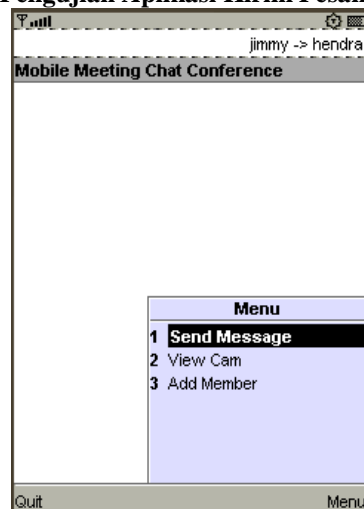 Pengujian Aplikasi Kirim Pesan
jimmy -> hendra
Mobile Meeting Chat Conference
Menu
1 Send Message
2 View Cam
3 Add Member
Quit Menu